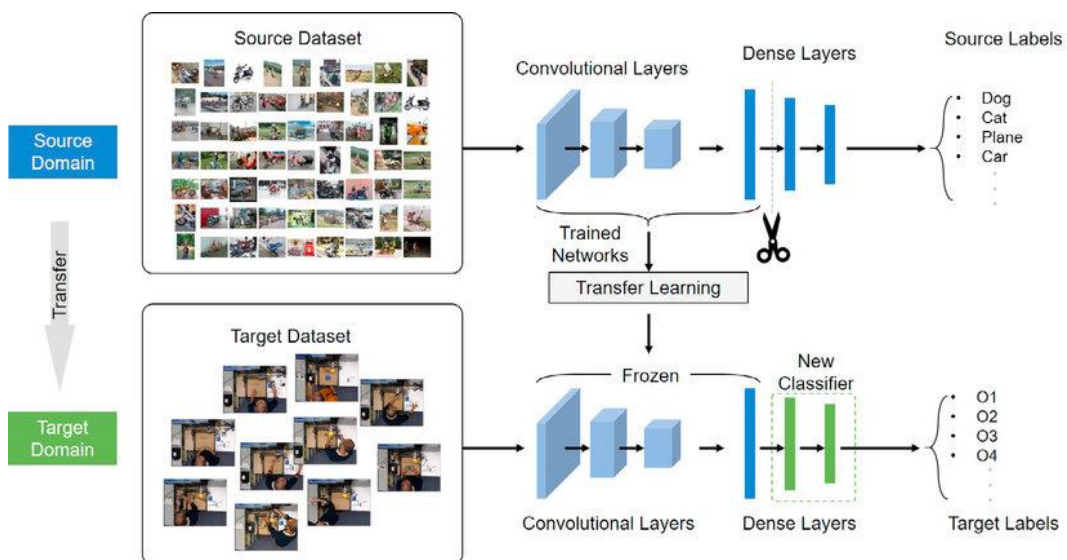 Source Dataset
Convolutional Layers
Dense Layers
Source Labels
• Dog
• Cat
• Plane
• Car
Source
Domain
Trained
Networks
Transfer Learning
Transfer
Target Dataset
Frozen
New
Classifier
• O1
• O2
• O3
• O4
Target
Domain
Convolutional Layers
Dense Layers
Target Labels